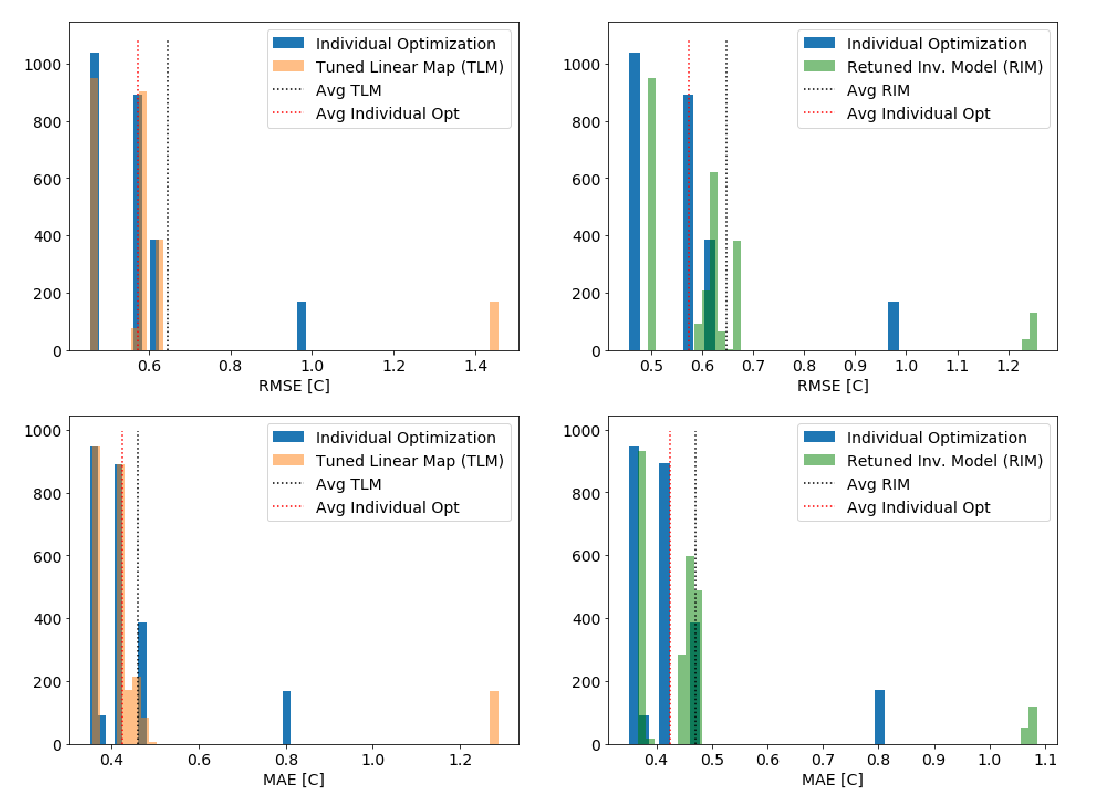 Individual Optimization
Tuned Linear Map (TLM)
Avg TLM
Avg Individual Opt
1000
800
600
400
200
0
0.6 0.8 1.0 1.2 1.4
RMSE [C]
Individual Optimization
Retuned Inv. Model (RIM)
Avg RIM
Avg Individual Opt
1000
800
600
400
200
0
0.5 0.6 0.7 0.8 0.9 1.0 1.1 1.2
RMSE [C]
Individual Optimization
Tuned Linear Map (TLM)
Avg TLM
Avg Individual Opt
1000
800
600
400
200
0
0.4 0.6 0.8 1.0 1.2
MAE [C]
Individual Optimization
Retuned Inv. Model (RIM)
Avg RIM
Avg Individual Opt
1000
800
600
400
200
0
0.4 0.5 0.6 0.7 0.8 0.9 1.0 1.1
MAE [C]